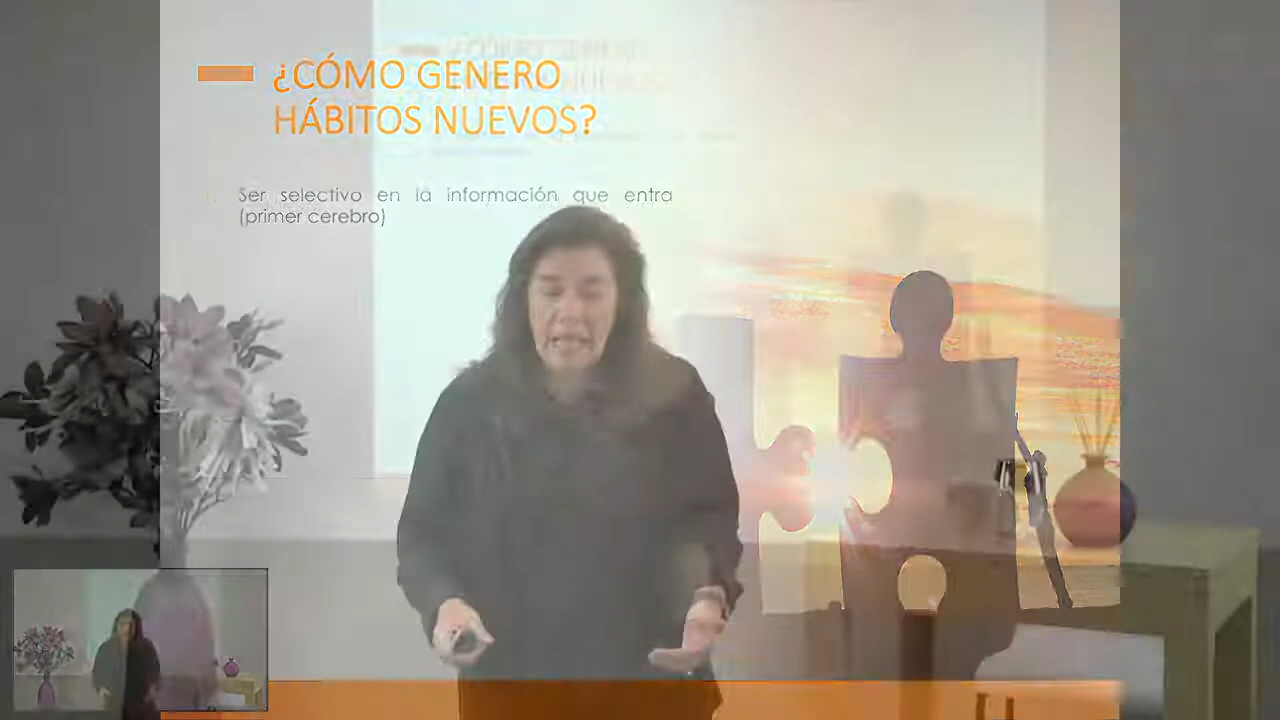 ¿CÓMO GENERO
HÁBITOS NUEVOS?
Ser selectivo en la información que entra
(primer cerebro)